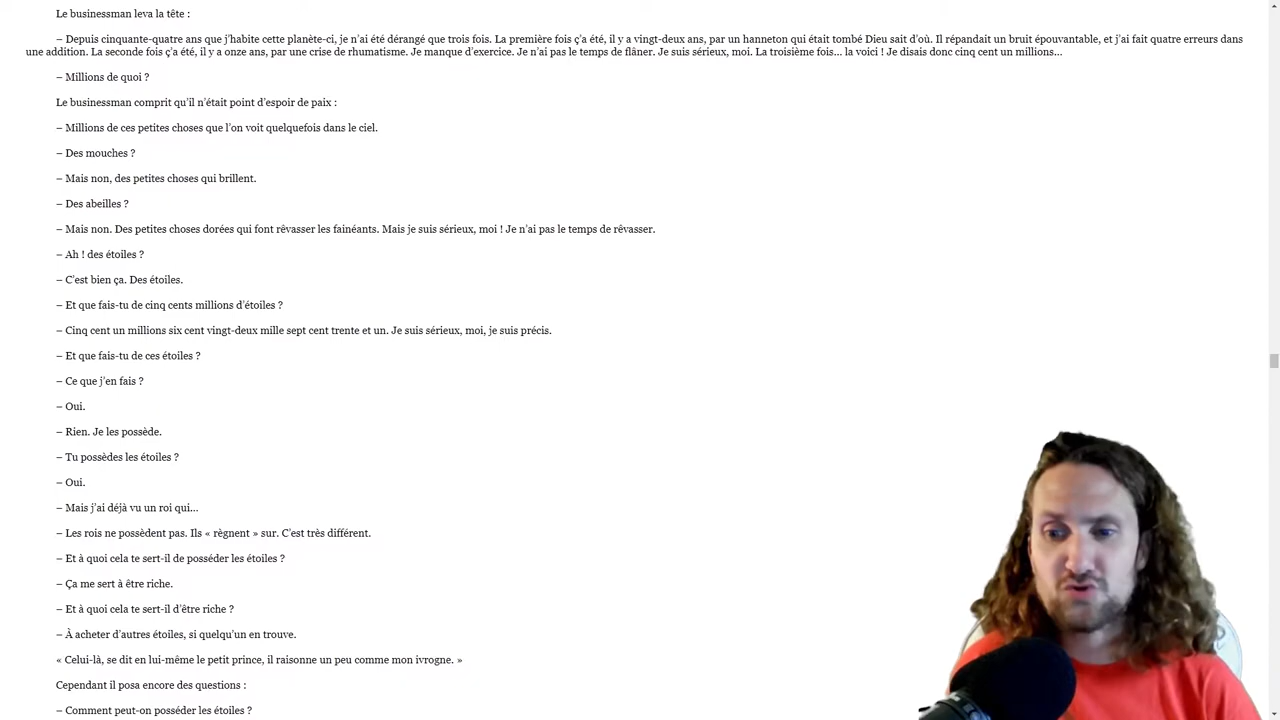 Le businessman leva la tête :
– Depuis cinquante-quatre ans que j’habite cette planète-ci, je n’ai été dérangé que trois fois. La première fois ç’a été, il y a vingt-deux ans, par un hanneton qui était tombé Dieu sait d’où. Il répandait un bruit épouvantable, et j’ai fait quatre erreurs dans
une addition. La seconde fois ç’a été, il y a onze ans, par une crise de rhumatisme. Je manque d’exercice. Je n’ai pas le temps de flâner. Je suis sérieux, moi. La troisième fois… la voici ! Je disais donc cinq cent un millions…
– Millions de quoi ?
Le businessman comprit qu’il n’était point d’espoir de paix :
– Millions de ces petites choses que l’on voit quelquefois dans le ciel.
– Des mouches ?
– Mais non, des petites choses qui brillent.
– Des abeilles ?
– Mais non. Des petites choses dorées qui font rêvasser les fainéants. Mais je suis sérieux, moi ! Je n’ai pas le temps de rêvasser.
– Ah ! des étoiles ?
– C’est bien ça. Des étoiles.
– Et que fais-tu de cinq cents millions d’étoiles ?
– Cinq cent un millions six cent vingt-deux mille sept cent trente et un. Je suis sérieux, moi, je suis précis.
– Et que fais-tu de ces étoiles ?
– Ce que j’en fais ?
– Oui.
– Rien. Je les possède.
– Tu possèdes les étoiles ?
– Oui.
– Mais j’ai déjà vu un roi qui…
– Les rois ne possèdent pas. Ils « règnent » sur. C’est très différent.
– Et à quoi cela te sert-il de posséder les étoiles ?
– Ça me sert à être riche.
– Et à quoi cela te sert-il d’être riche ?
– À acheter d’autres étoiles, si quelqu’un en trouve.
« Celui-là, se dit en lui-même le petit prince, il raisonne un peu comme mon ivrogne. »
Cependant il posa encore des questions :
– Comment peut-on posséder les étoiles ?